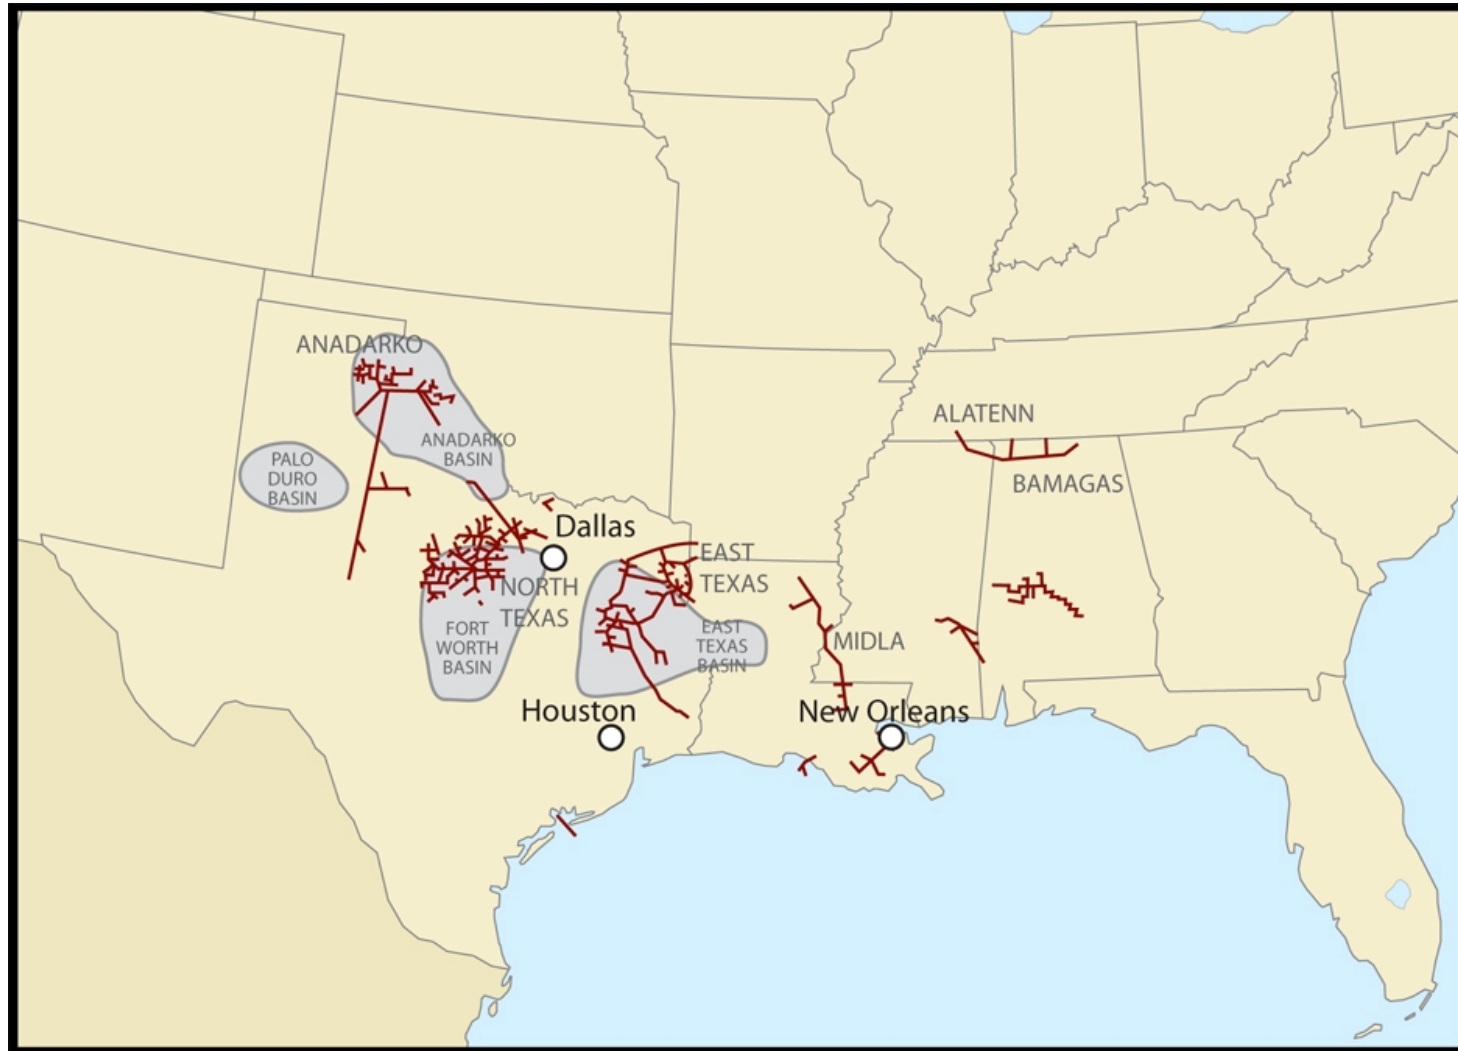 ANADARKO
ALATENN
ANADARKO
BASIN
PALO
DURO
BASIN
BAMAGAS
Dallas
EAST
TEXAS
NORTH
TEXAS
FORT
WORTH
BASIN
EAST
TEXAS
BASIN
MIDLA
Houston
New Orleans